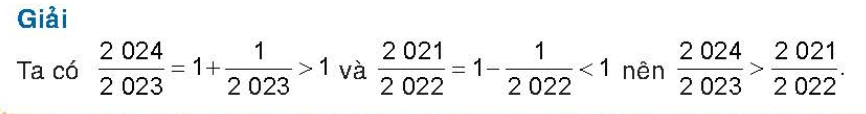 Giải
Ta có 2 024/2 023 = 1+ 1/2 023 > 1 và 2 021/2 022 = 1− 1/2 022 < 1 nên 2 024/2 023 > 2 021/2 022.